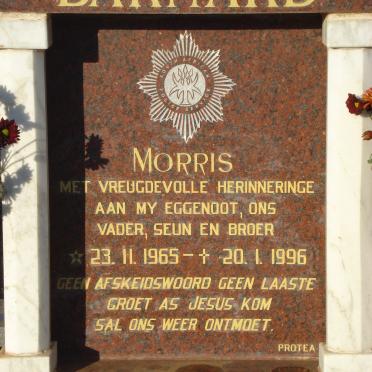 BARNARD
MORRIS
MET VREUGDEVOLLE HERINNERINGE
AAN MY EGGENOOT, ONS
VADER, SEUN EN BROER
☆ 23. 11. 1965 – † 20. 1. 1996
GEEN AFSKEIDSWOORD GEEN LAASTE
GROET AS JESUS KOM
SAL ONS WEER ONTMOET.
PROTEA